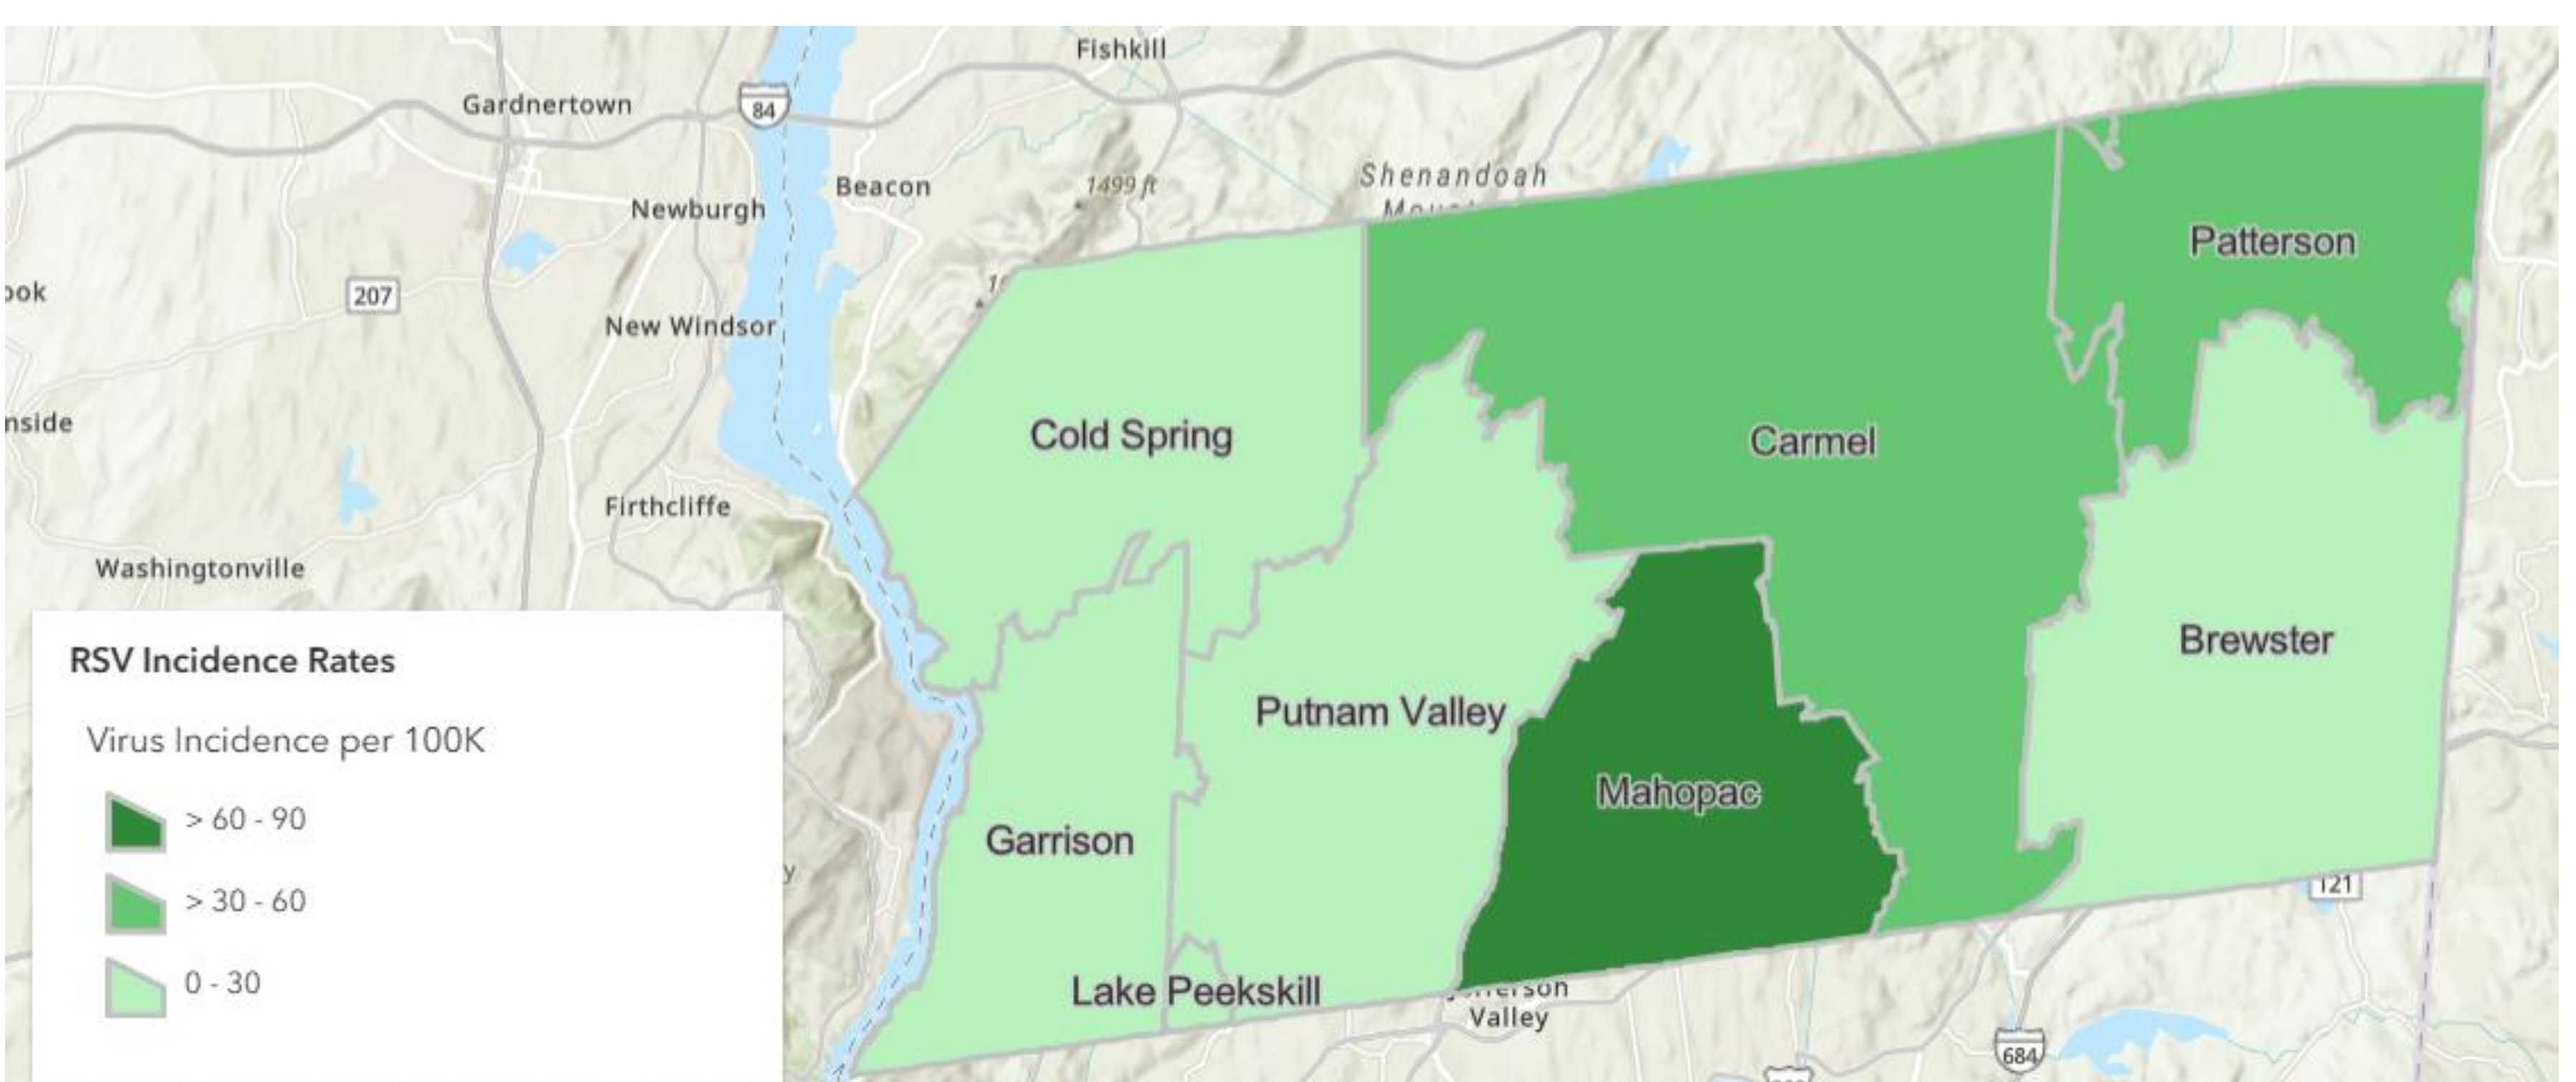 Fishkill
Gardnertown
84
Shenandoah
Beacon
1499 ft
Newburgh
Patterson
207
New Windsor
Cold Spring
Carmel
Firthcliffe
Washingtonville
Brewster
RSV Incidence Rates
Putnam Valley
Virus Incidence per 100K
Mahopac
> 60 - 90
Garrison
> 30 - 60
121
0 - 30
Lake Peekskill
Valley
684